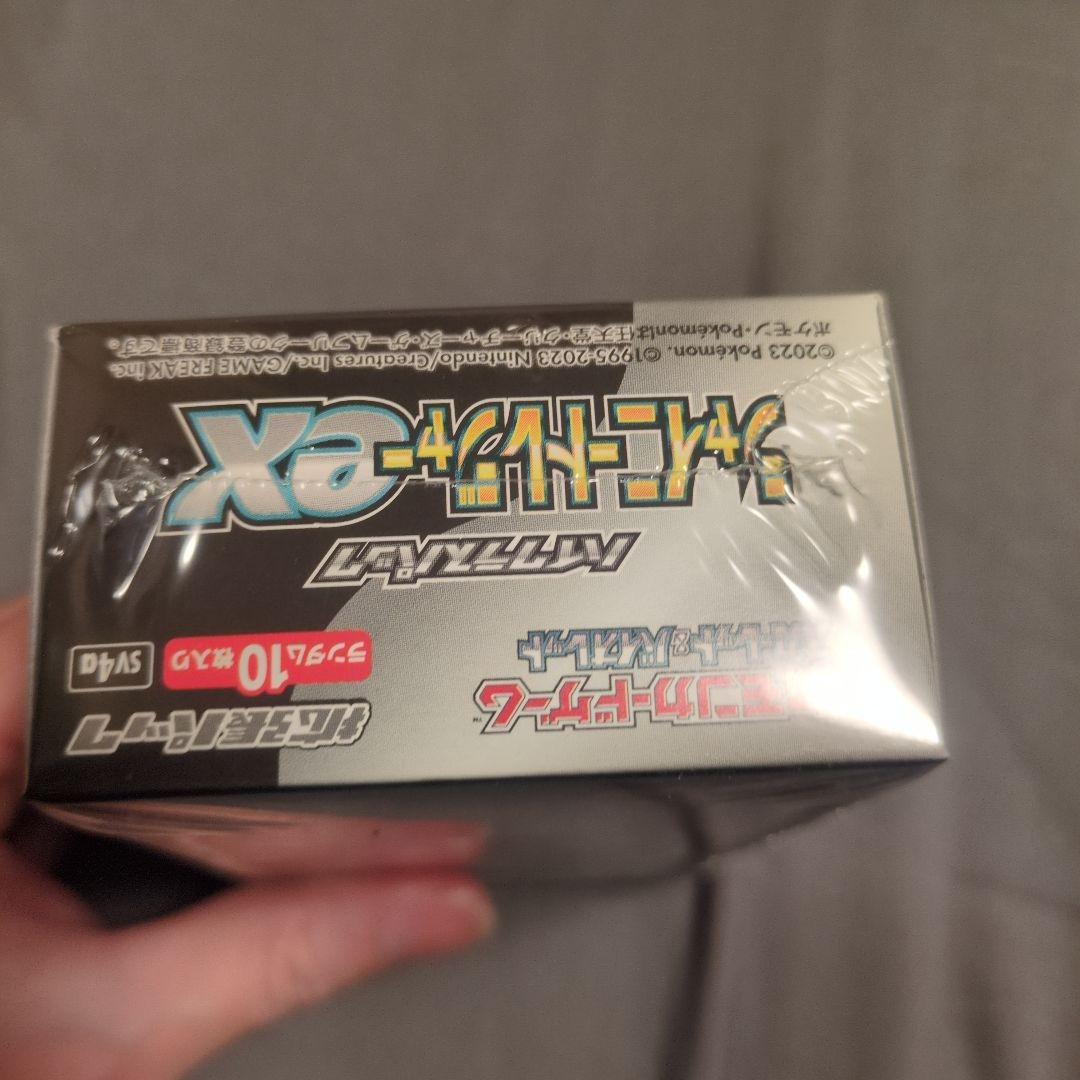 モンカードゲーム™
拡張パック
レット&バイオレット
ランダム10枚入り
SV4a
ハイクラスパック
シャイニートレジャーex
©2023 Pokémon. ©1995-2023 Nintendo/Creatures Inc./GAME FREAK inc.
ポケモン・Pokémonは任天堂・クリーチャーズ・ゲームフリークの登録商標です。